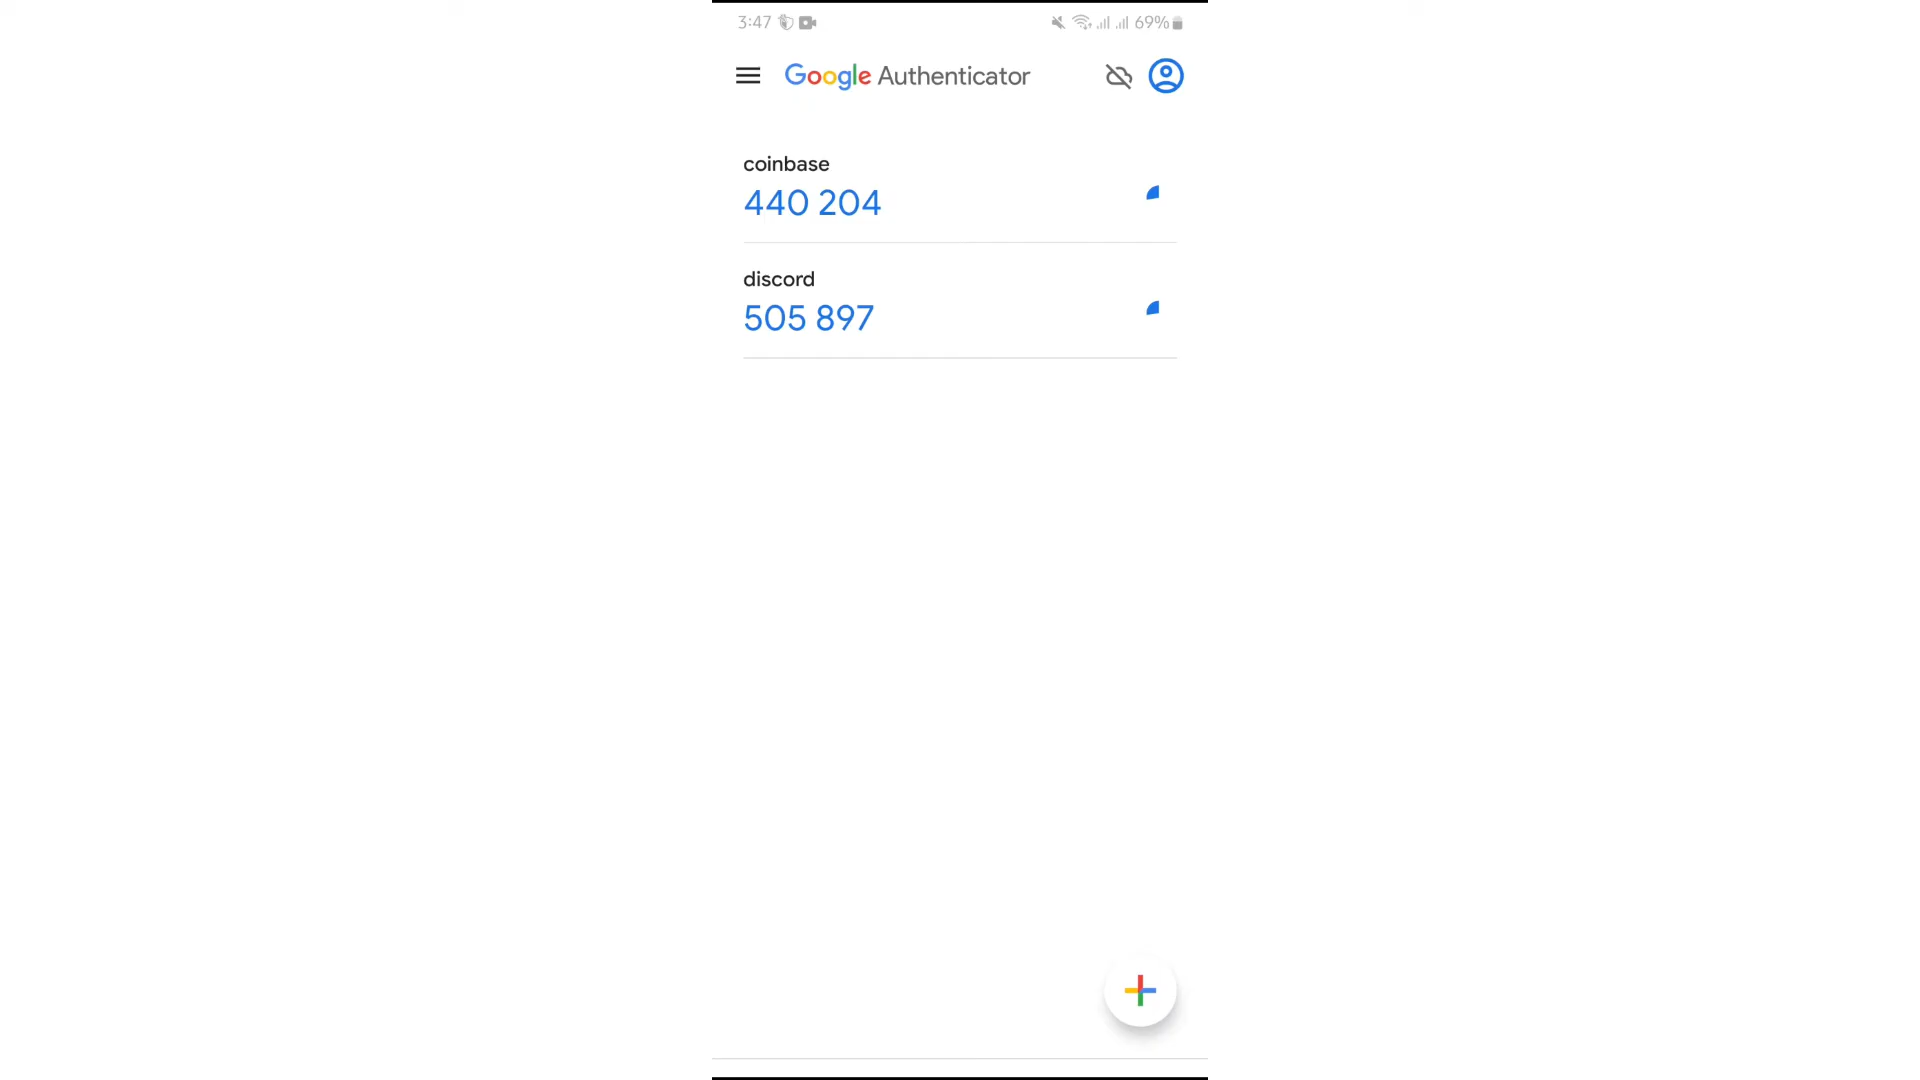 3:47 69%
Google Authenticator
coinbase
440 204
discord
505 897